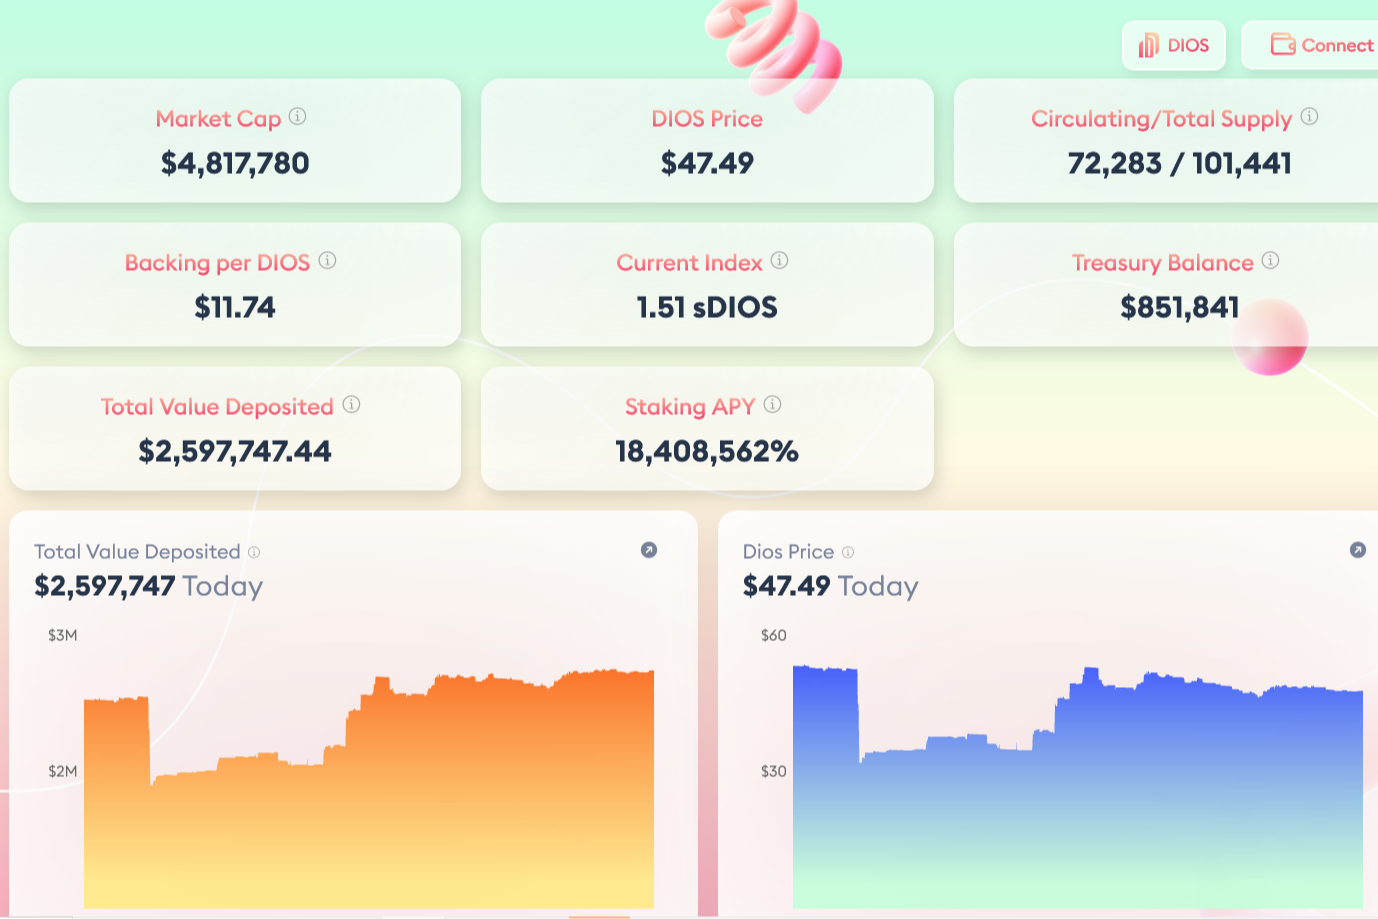 DIOS
Connect
Market Cap
$4,817,780
DIOS Price
$47.49
Circulating/Total Supply
72,283 / 101,441
Backing per DIOS
$11.74
Current Index
1.51 sDIOS
Treasury Balance
$851,841
Total Value Deposited
$2,597,747.44
Staking APY
18,408,562%
Total Value Deposited
$2,597,747 Today
$3M
$2M
Dios Price
$47.49 Today
$60
$30